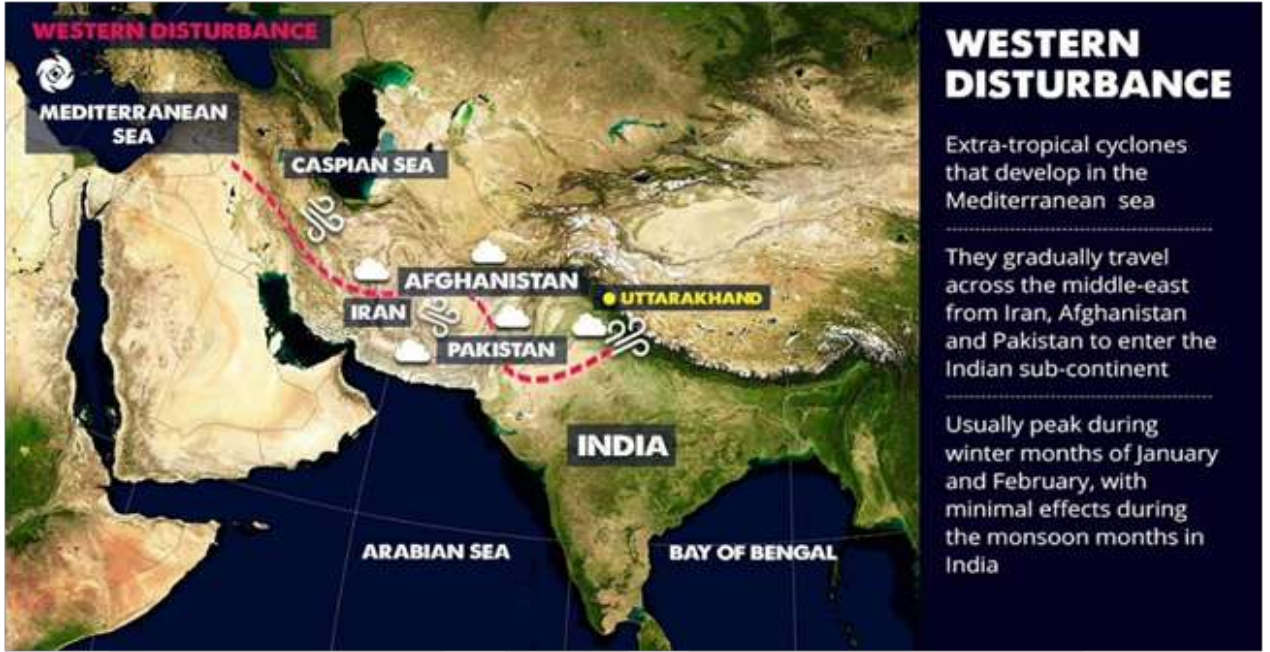 WESTERN DISTURBANCE
MEDITERRANEAN
SEA
CASPIAN SEA
AFGHANISTAN
UTTARAKHAND
IRAN
PAKISTAN
INDIA
ARABIAN SEA
BAY OF BENGAL
WESTERN
DISTURBANCE
Extra-tropical cyclones
that develop in the
Mediterranean sea
They gradually travel
across the middle-east
from Iran, Afghanistan
and Pakistan to enter the
Indian sub-continent
Usually peak during
winter months of January
and February, with
minimal effects during
the monsoon months in
India